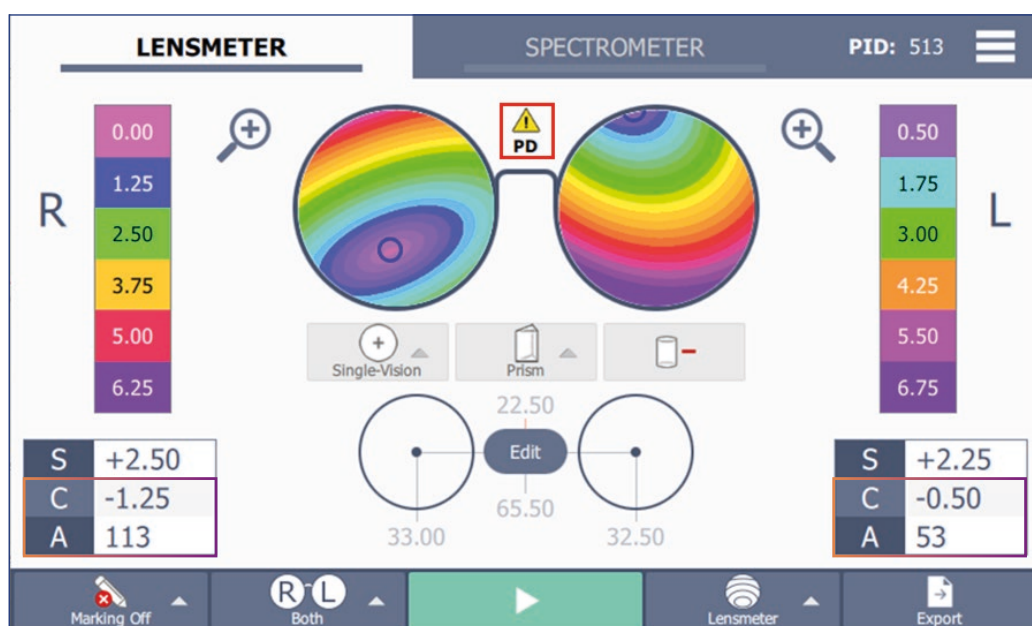 LENSMETER
SPECTROMETER
PID: 513
R
0.00
1.25
2.50
3.75
5.00
6.25
PD
0.50
1.75
3.00
4.25
5.50
6.75
L
Single-Vision
Prism
22.50
Edit
65.50
33.00
32.50
S +2.50
C -1.25
A 113
S +2.25
C -0.50
A 53
Marking Off
R-L
Both
Lensmeter
Export